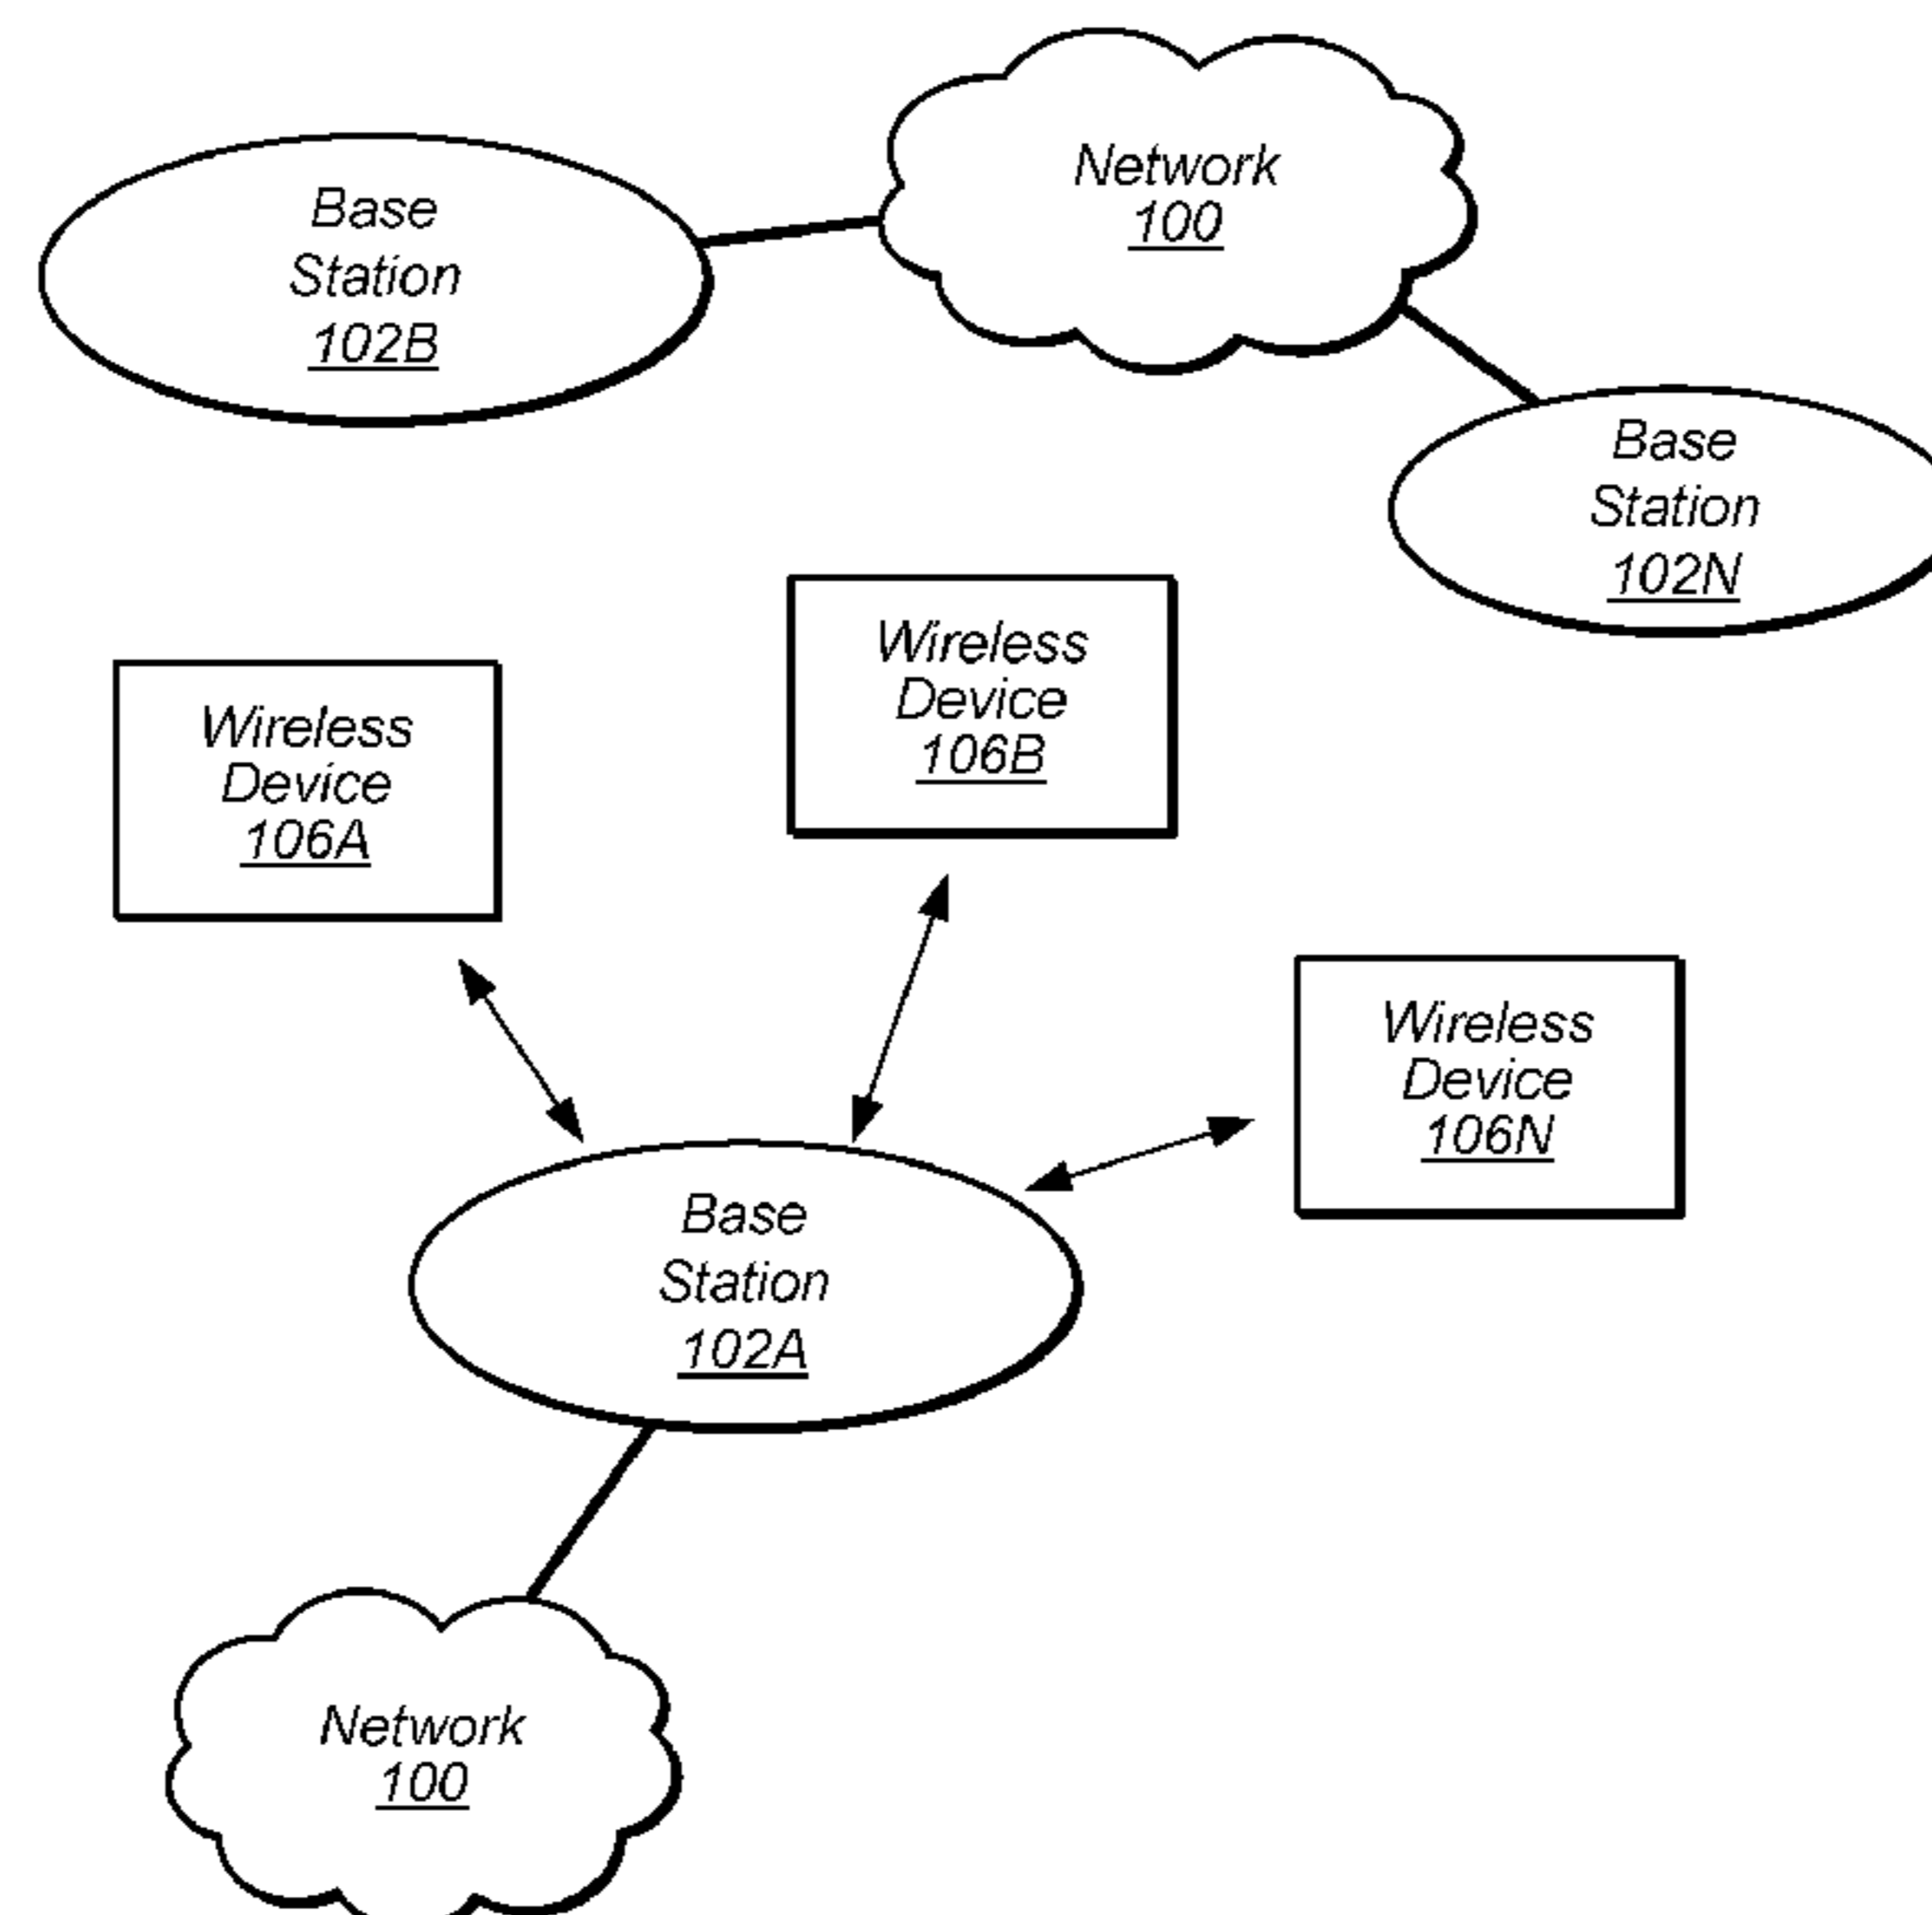 Network
100
Base
Station
102B
Base
Station
102N
Wireless
Device
106B
Wireless
Device
106A
Wireless
Device
106N
Base
Station
102A
Network
100